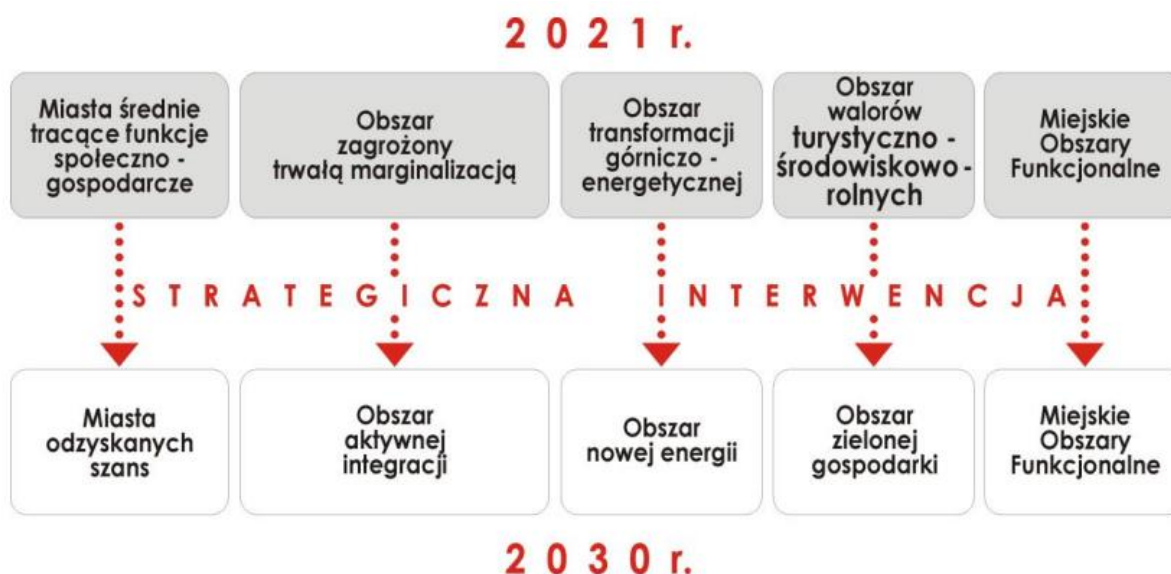 2 0 2 1 r.
Miasta średnie
tracące funkcje
społeczno -
gospodarcze
Obszar
zagrożony
trwałą marginalizacją
Obszar
transformacji
górniczo -
energetycznej
Obszar
walorów
turystyczno -
środowiskowo -
rolnych
Miejskie
Obszary
Funkcjonalne
S T R A T E G I C Z N A I N T E R W E N C J A
Miasta
odzyskanych
szans
Obszar
aktywnej
integracji
Obszar
nowej energii
Obszar
zielonej
gospodarki
Miejskie
Obszary
Funkcjonalne
2 0 3 0 r.